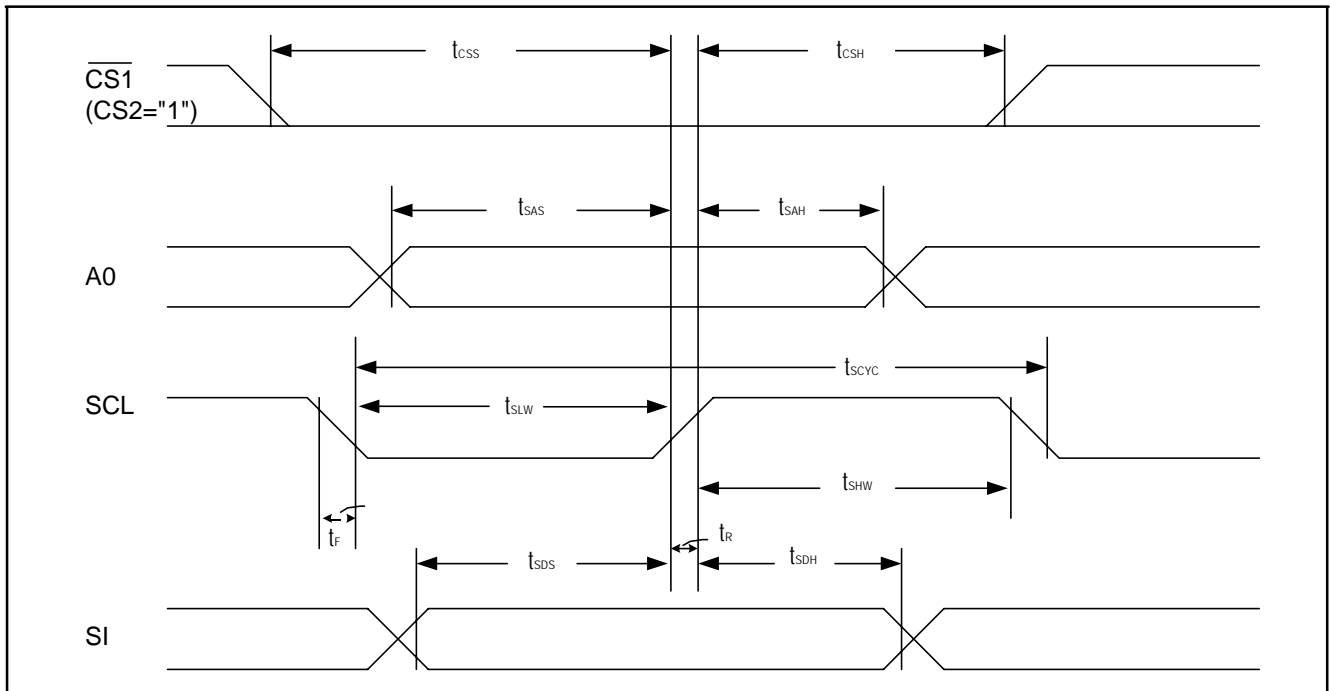 tCSS
tCSH
CS1
(CS2="1")
tSAS
tSAH
A0
tSCYC
SCL
tSLW
tSHW
tF
tR
tSDS
tSDH
SI